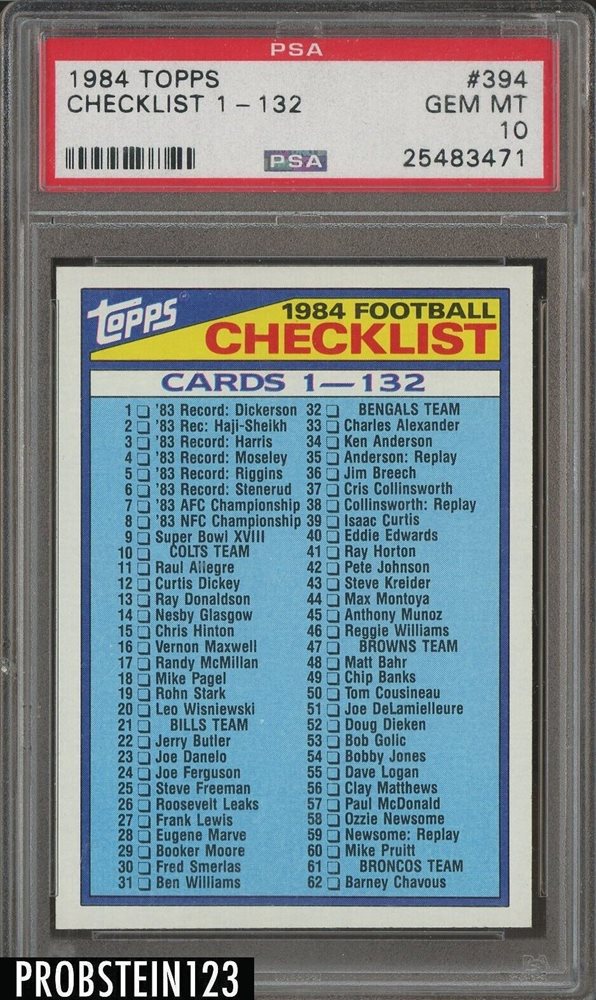 PSA
1984 TOPPS #394
CHECKLIST 1 – 132 GEM MT
10
PSA 25483471
topps
1984 FOOTBALL
CHECKLIST
CARDS 1—132
1 '83 Record: Dickerson
2 '83 Rec: Haji-Sheikh
3 '83 Record: Harris
4 '83 Record: Moseley
5 '83 Record: Riggins
6 '83 Record: Stenerud
7 '83 AFC Championship
8 '83 NFC Championship
9 Super Bowl XVIII
10 COLTS TEAM
11 Raul Allegre
12 Curtis Dickey
13 Ray Donaldson
14 Nesby Glasgow
15 Chris Hinton
16 Vernon Maxwell
17 Randy McMillan
18 Mike Pagel
19 Rohn Stark
20 Leo Wisniewski
21 BILLS TEAM
22 Jerry Butler
23 Joe Danelo
24 Joe Ferguson
25 Steve Freeman
26 Roosevelt Leaks
27 Frank Lewis
28 Eugene Marve
29 Booker Moore
30 Fred Smerlas
31 Ben Williams
32 BENGALS TEAM
33 Charles Alexander
34 Ken Anderson
35 Anderson: Replay
36 Jim Breech
37 Cris Collinsworth
38 Collinsworth: Replay
39 Isaac Curtis
40 Eddie Edwards
41 Ray Horton
42 Pete Johnson
43 Steve Kreider
44 Max Montoya
45 Anthony Munoz
46 Reggie Williams
47 BROWNS TEAM
48 Matt Bahr
49 Chip Banks
50 Tom Cousineau
51 Joe DeLamielleure
52 Doug Dieken
53 Bob Golic
54 Bobby Jones
55 Dave Logan
56 Clay Matthews
57 Paul McDonald
58 Ozzie Newsome
59 Newsome: Replay
60 Mike Pruitt
61 BRONCOS TEAM
62 Barney Chavous
PROBSTEIN123